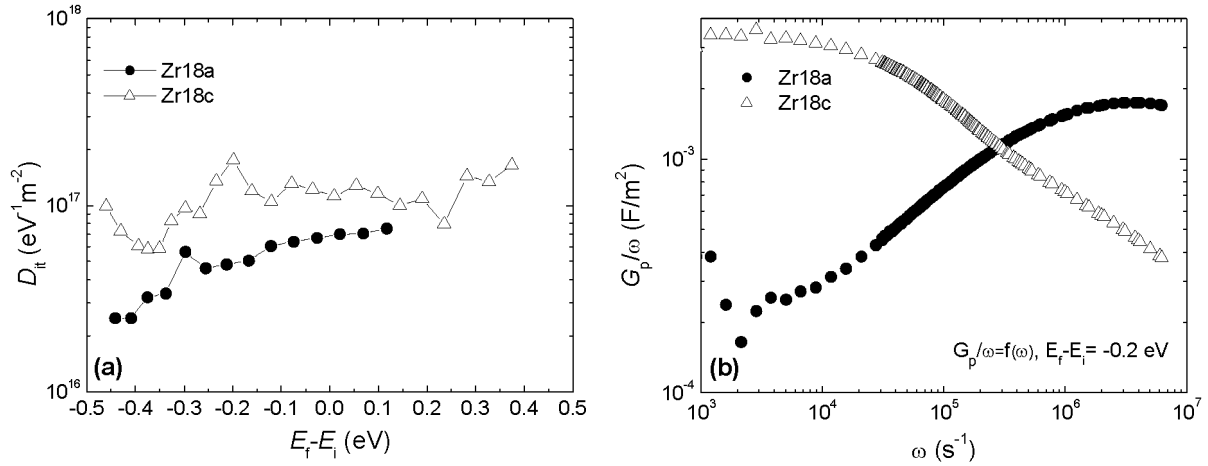 10^18
10^17
10^16
D_it (eV^-1m^-2)
Zr18a
Zr18c
(a)
-0.5 -0.4 -0.3 -0.2 -0.1 0.0 0.1 0.2 0.3 0.4 0.5
E_f-E_i (eV)
10^-3
10^-4
G_p/ω (F/m^2)
Zr18a
Zr18c
(b)
G_p/ω=f(ω), E_f-E_i= -0.2 eV
10^3 10^4 10^5 10^6 10^7
ω (s^-1)